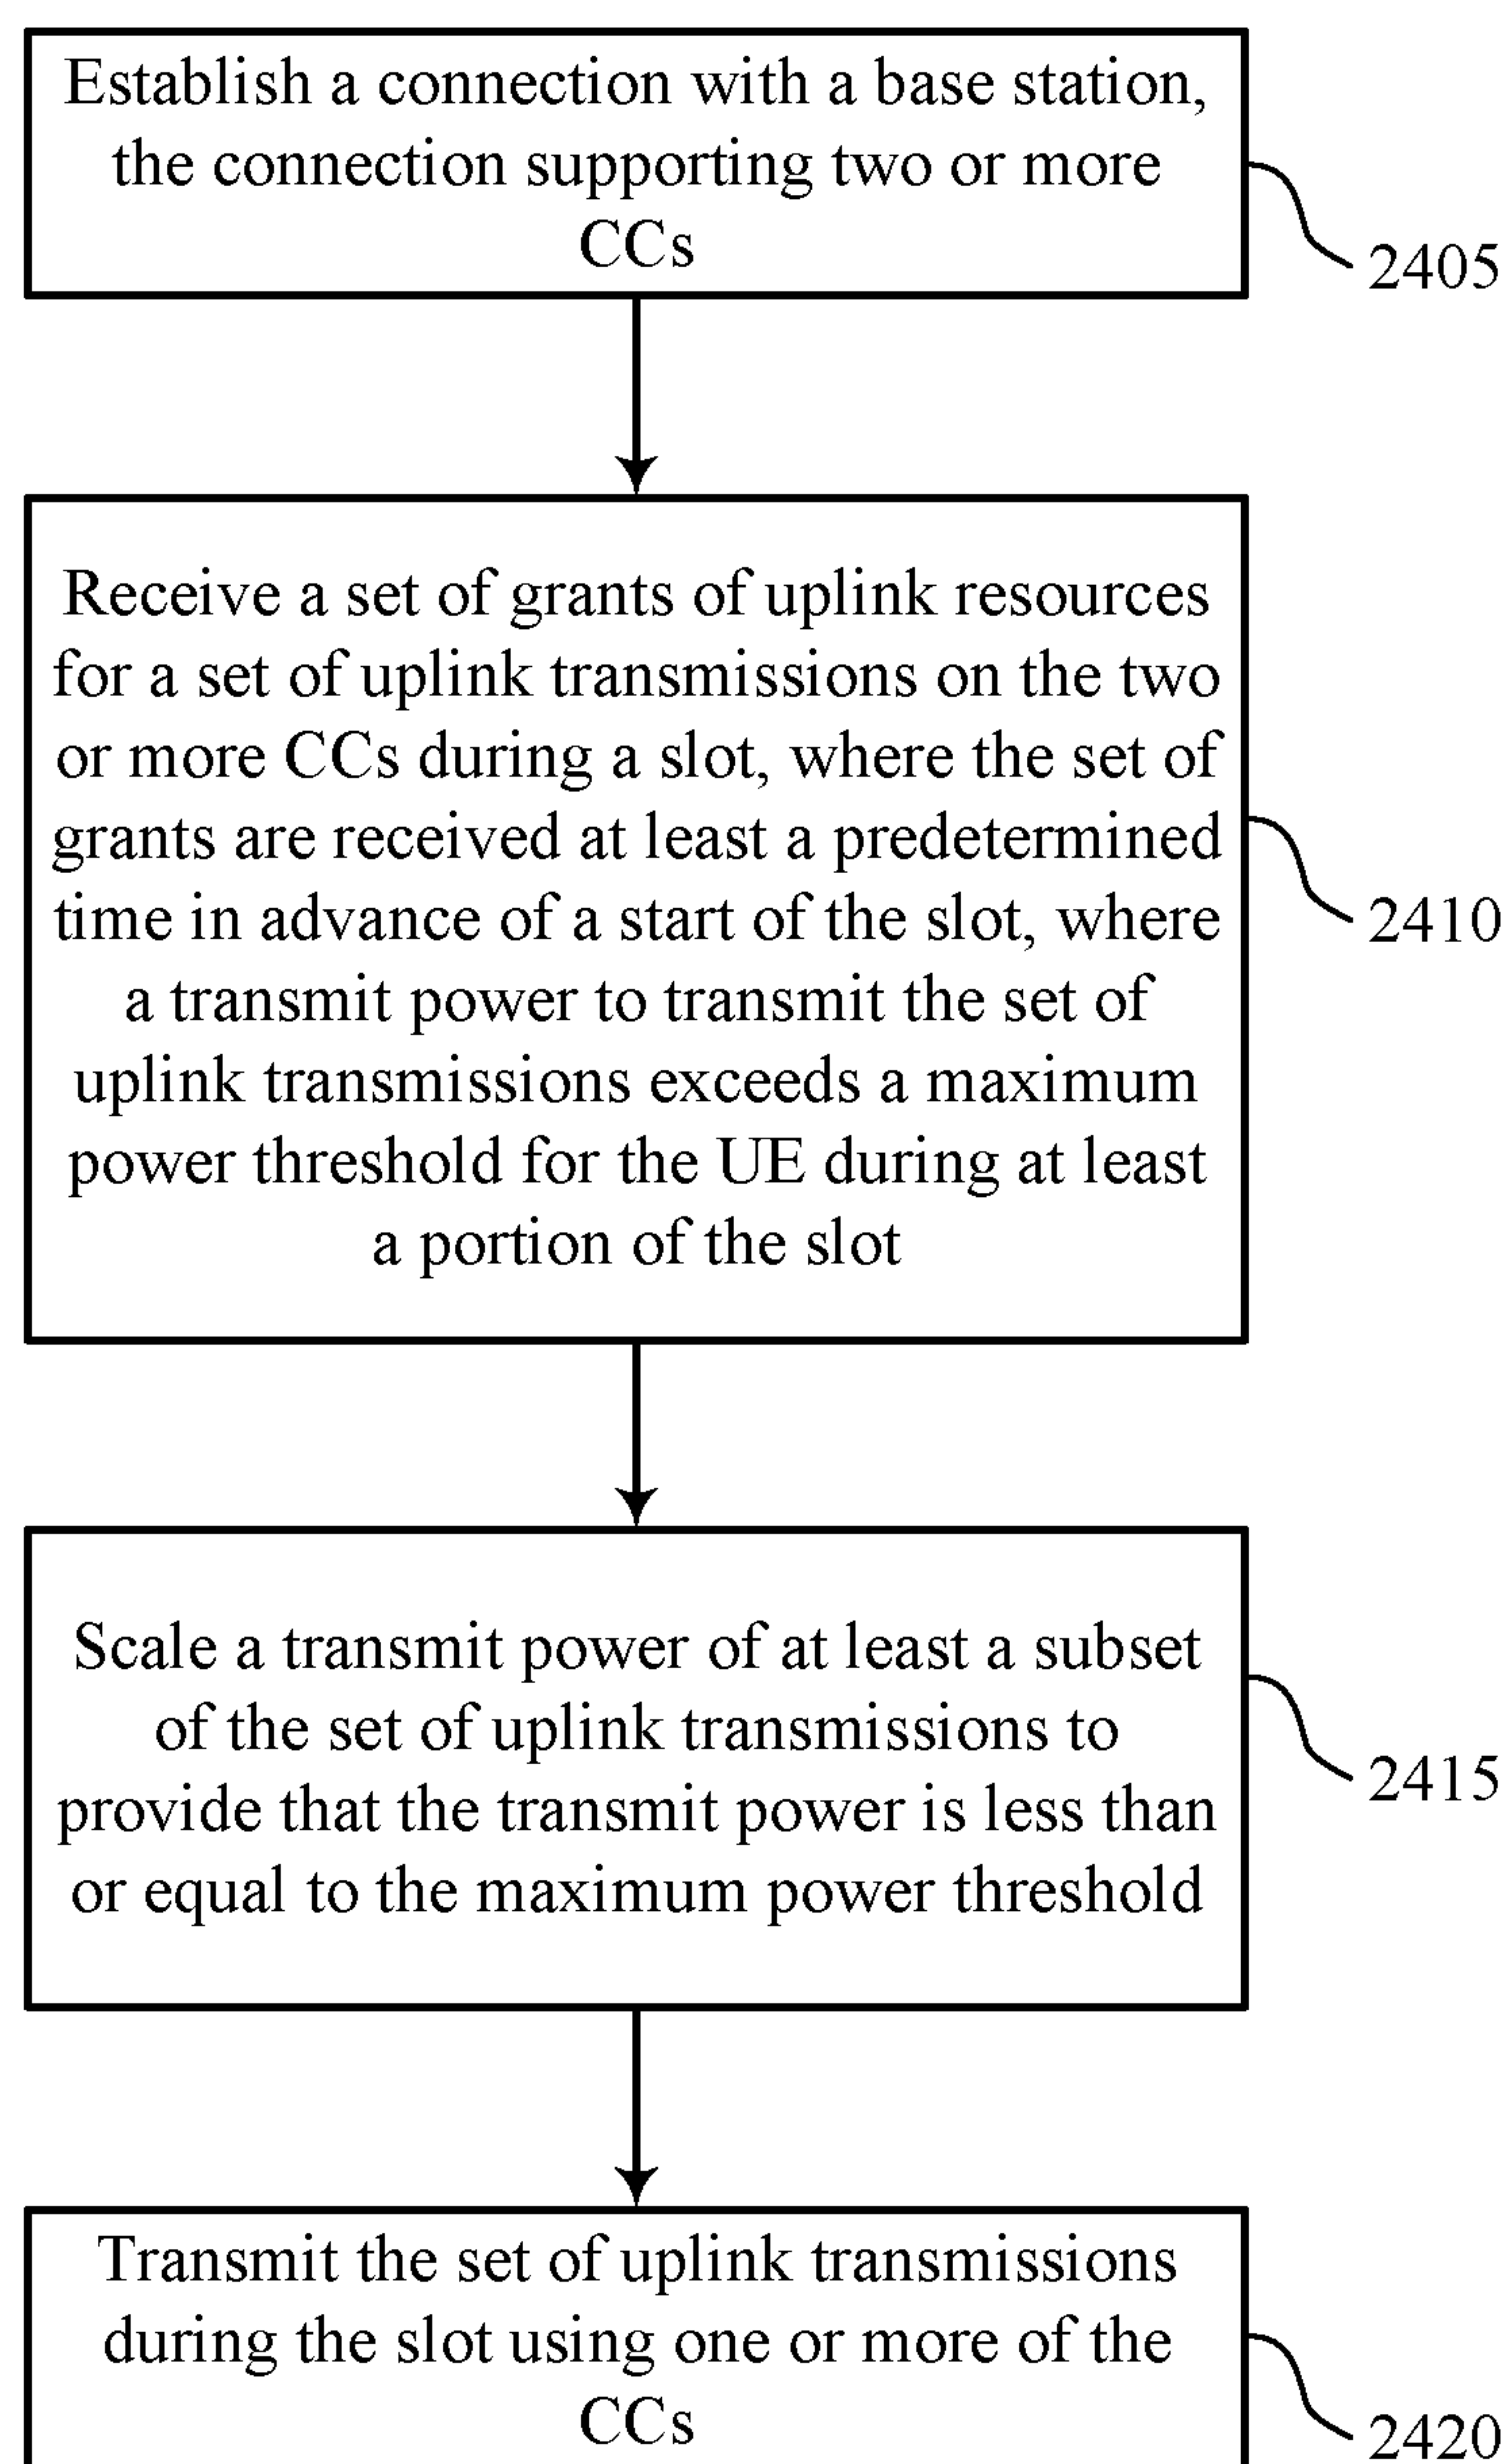 Establish a connection with a base station,
the connection supporting two or more
CCs
2405
Receive a set of grants of uplink resources
for a set of uplink transmissions on the two
or more CCs during a slot, where the set of
grants are received at least a predetermined
time in advance of a start of the slot, where
a transmit power to transmit the set of
uplink transmissions exceeds a maximum
power threshold for the UE during at least
a portion of the slot
2410
Scale a transmit power of at least a subset
of the set of uplink transmissions to
provide that the transmit power is less than
or equal to the maximum power threshold
2415
Transmit the set of uplink transmissions
during the slot using one or more of the
CCs
2420